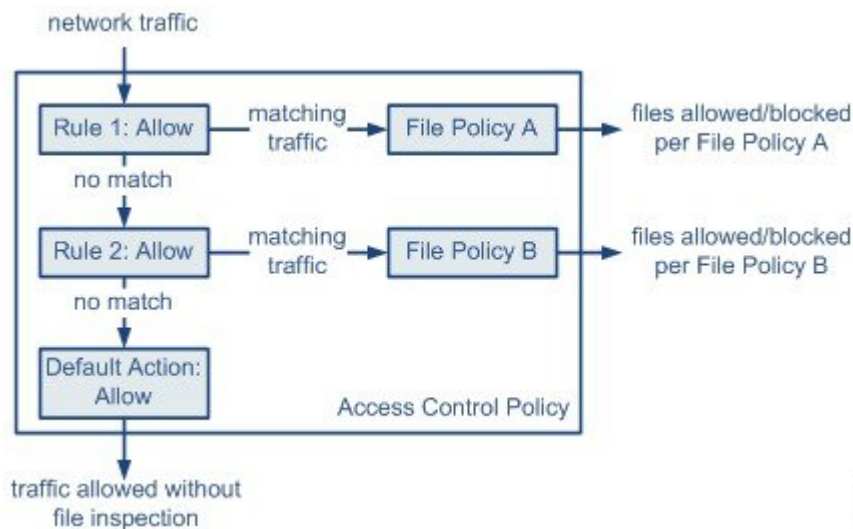 network traffic
Rule 1: Allow
matching
traffic
File Policy A
files allowed/blocked
per File Policy A
no match
Rule 2: Allow
matching
traffic
File Policy B
files allowed/blocked
per File Policy B
no match
Default Action:
Allow
Access Control Policy
traffic allowed without
file inspection